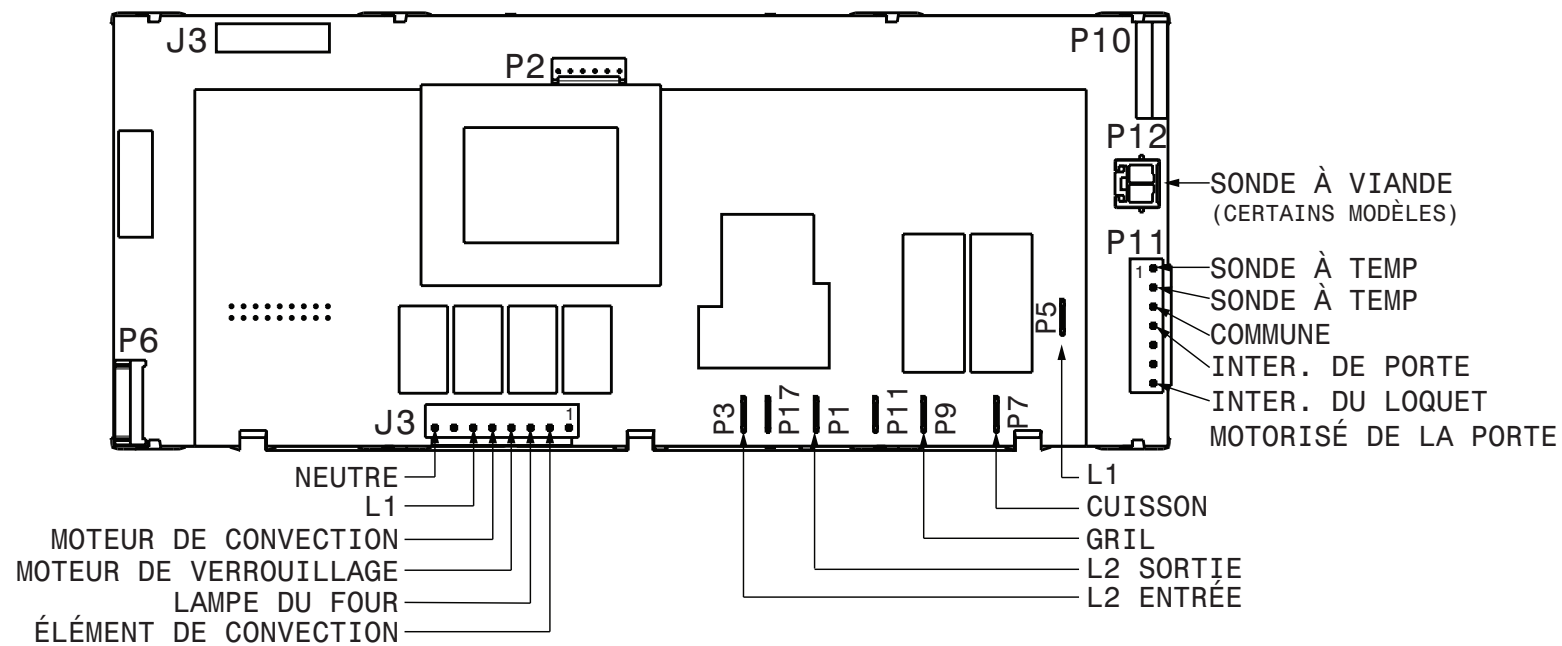 J3
P10
P2
P12
SONDE À VIANDE
(CERTAINS MODÈLES)
P11
1
SONDE À TEMP
SONDE À TEMP
COMMUNE
INTER. DE PORTE
INTER. DU LOQUET
MOTORISÉ DE LA PORTE
P5
P6
J3
1
P3
P17
P1
P11
P9
P7
NEUTRE
L1
MOTEUR DE CONVECTION
MOTEUR DE VERROUILLAGE
LAMPE DU FOUR
ÉLÉMENT DE CONVECTION
L1
CUISSON
GRIL
L2 SORTIE
L2 ENTRÉE